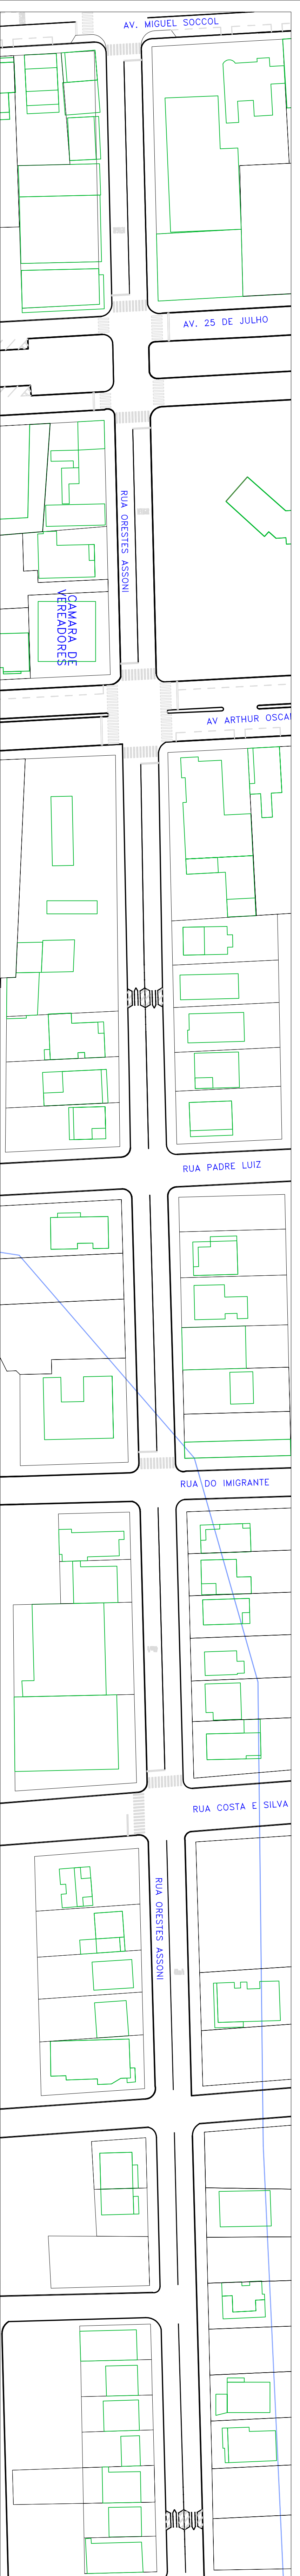 AV. MIGUEL SOCCOL
AV. 25 DE JULHO
RUA ORESTES ASSONI
CAMARA DE
VEREADORES
AV ARTHUR OSCA
RUA PADRE LUIZ
RUA DO IMIGRANTE
RUA COSTA E SILVA
RUA ORESTES ASSONI